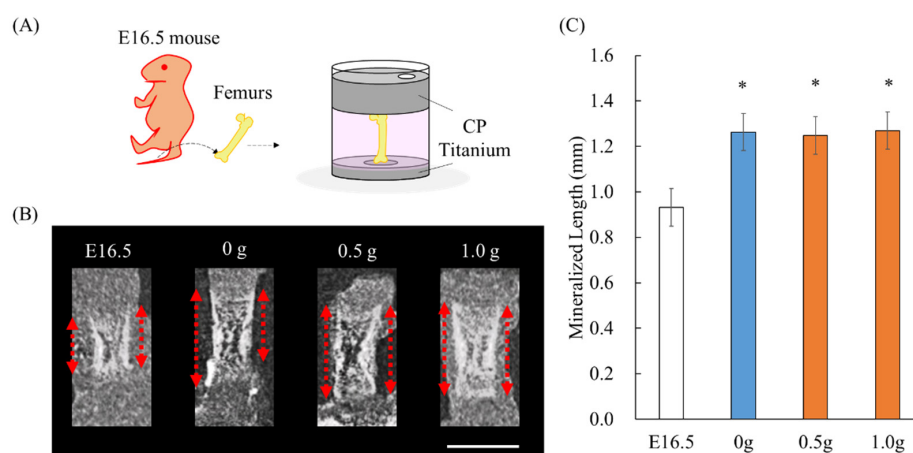 (A)
E16.5 mouse
Femurs
CP
Titanium
(B)
E16.5
0 g
0.5 g
1.0 g
(C)
Mineralized Length (mm)
1.6
1.4
1.2
1.0
0.8
0.6
0.4
0.2
0.0
*
*
*
E16.5
0g
0.5g
1.0g